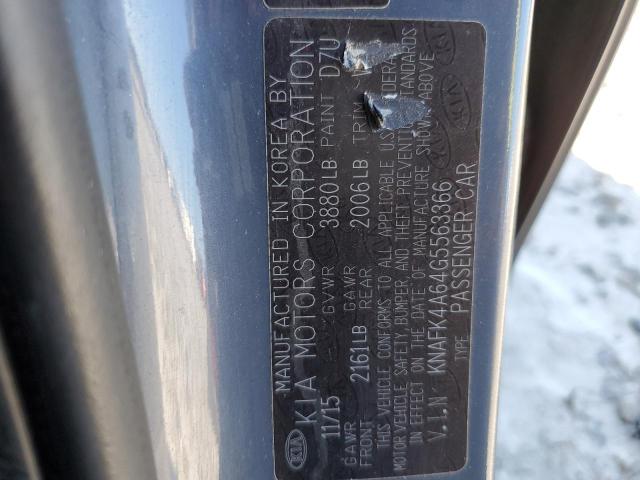 MANUFACTURED IN KOREA BY
KIA MOTORS CORPORATION
11/15 GVWR 3880LB PAINT D7U
GAWR FRONT 2161LB GAWR REAR 2006LB
THIS VEHICLE CONFORMS TO ALL APPLICABLE U.S.
MOTOR VEHICLE SAFETY, BUMPER AND THEFT PREVENTION STANDARDS
IN EFFECT ON THE DATE OF MANUFACTURE SHOWN ABOVE
V.I.N KNAFK4A64G5563866
TYPE PASSENGER CAR
KIA